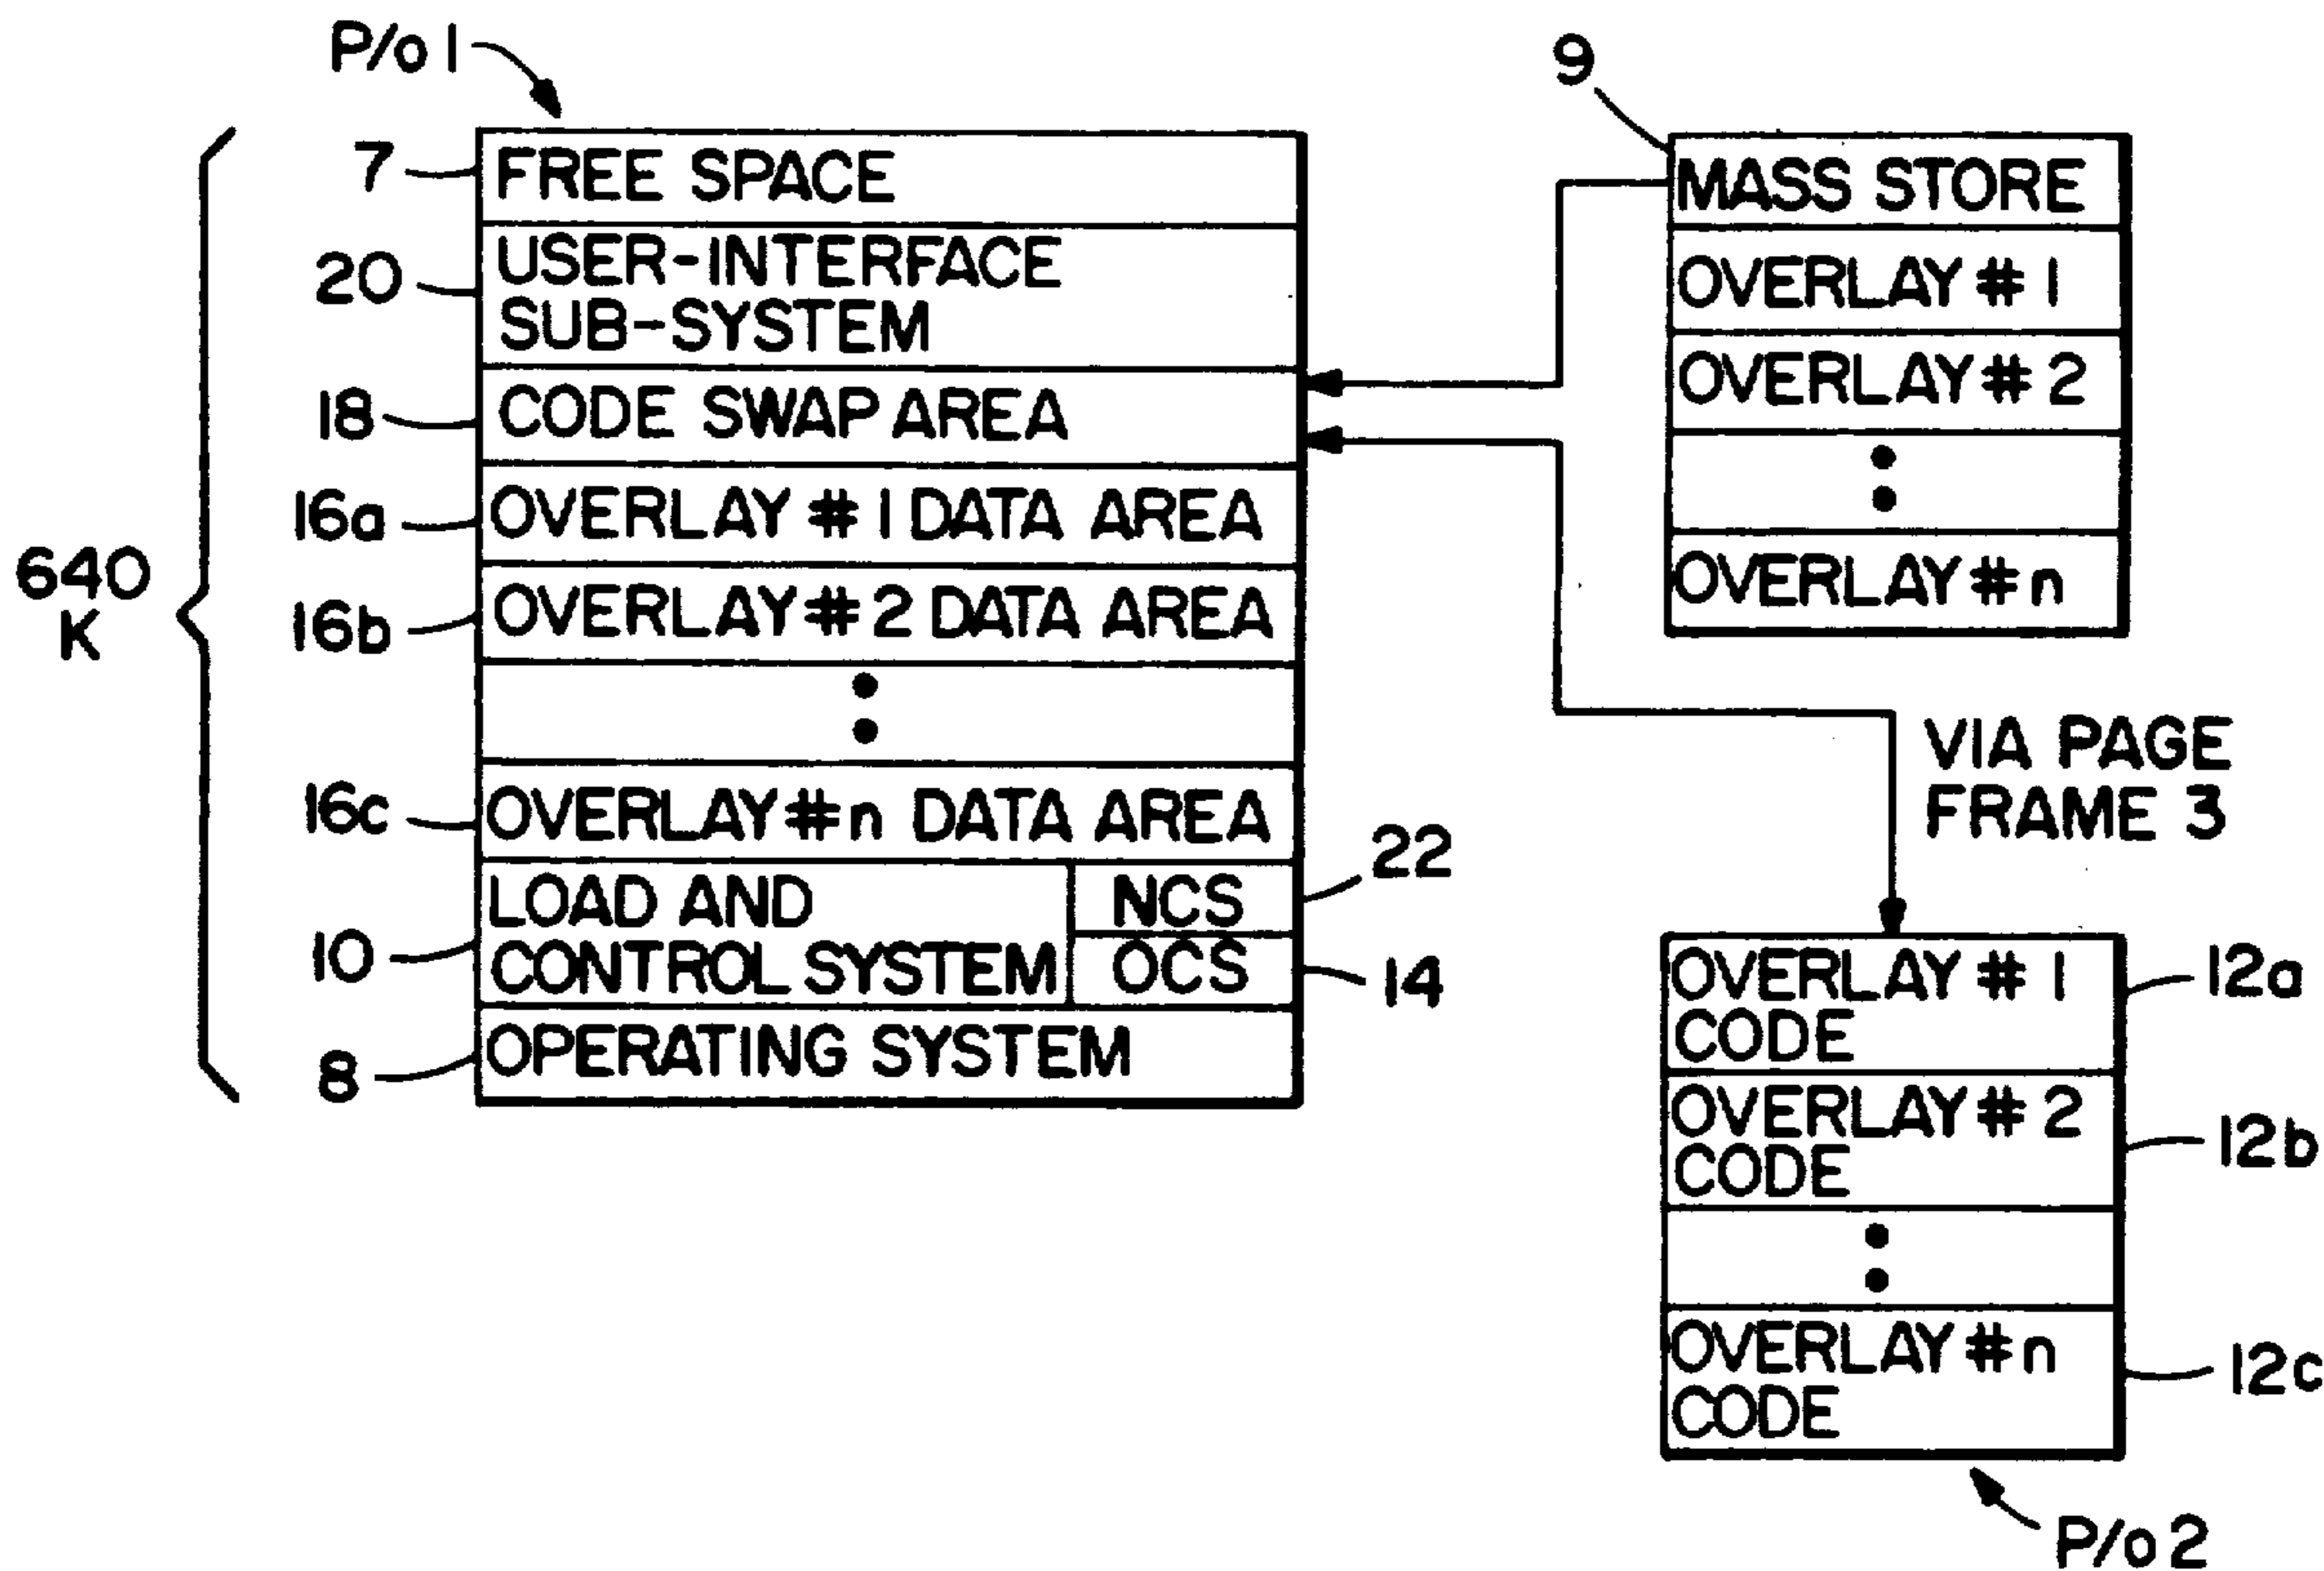 P/o 1
640
K
7
FREE SPACE
20
USER-INTERFACE
SUB-SYSTEM
18
CODE SWAP AREA
16a
OVERLAY # 1 DATA AREA
16b
OVERLAY # 2 DATA AREA
16c
OVERLAY # n DATA AREA
10
LOAD AND
CONTROL SYSTEM
NCS
22
OCS
14
8
OPERATING SYSTEM
9
MASS STORE
OVERLAY # 1
OVERLAY # 2
OVERLAY # n
VIA PAGE
FRAME 3
OVERLAY # 1
CODE
12a
OVERLAY # 2
CODE
12b
OVERLAY # n
CODE
12c
P/o 2